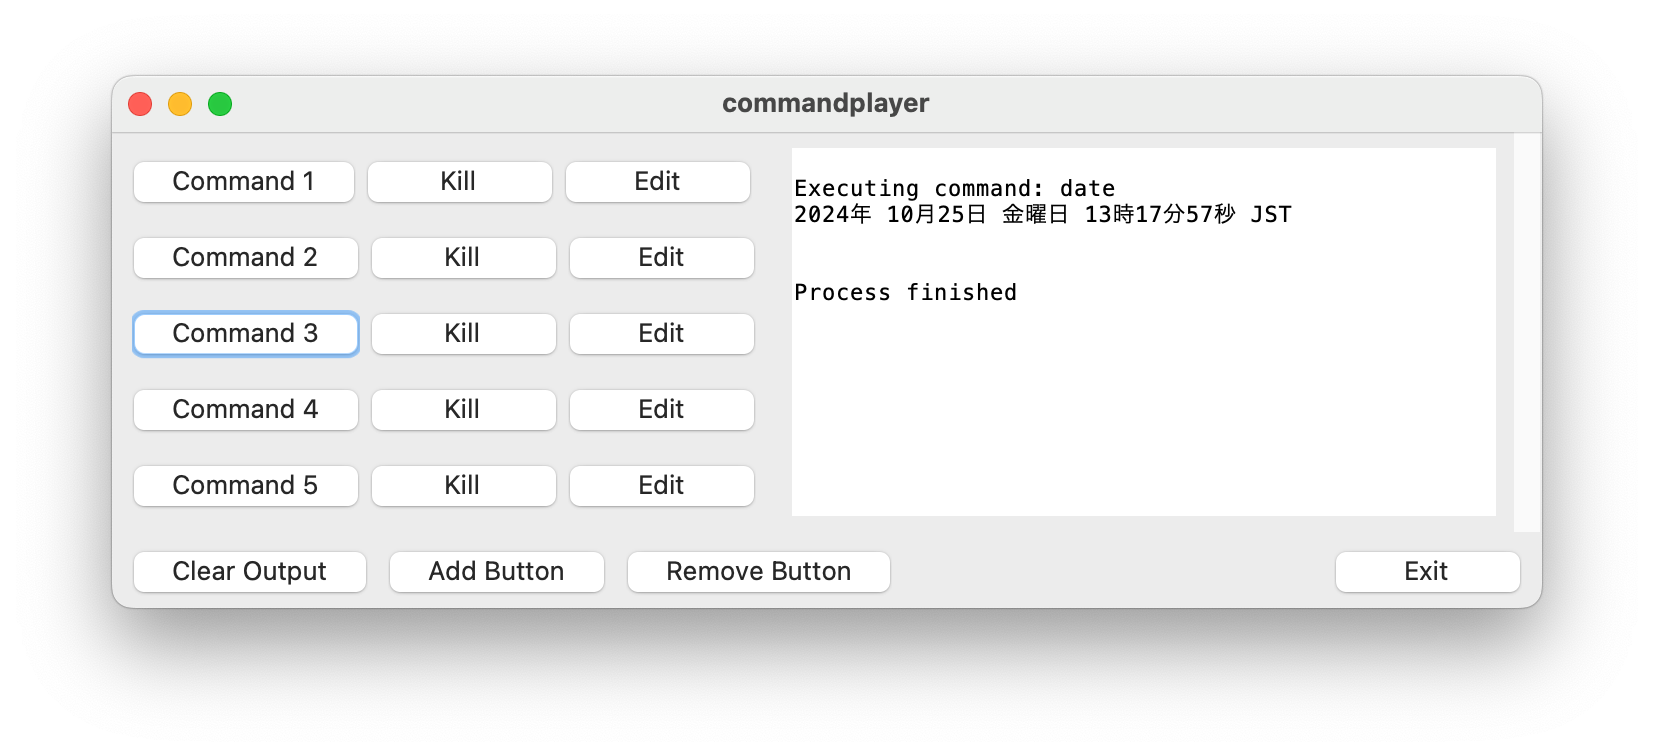 commandplayer
Command 1 Kill Edit
Command 2 Kill Edit
Command 3 Kill Edit
Command 4 Kill Edit
Command 5 Kill Edit
Executing command: date
2024年 10月25日 金曜日 13時17分57秒 JST
Process finished
Clear Output Add Button Remove Button Exit